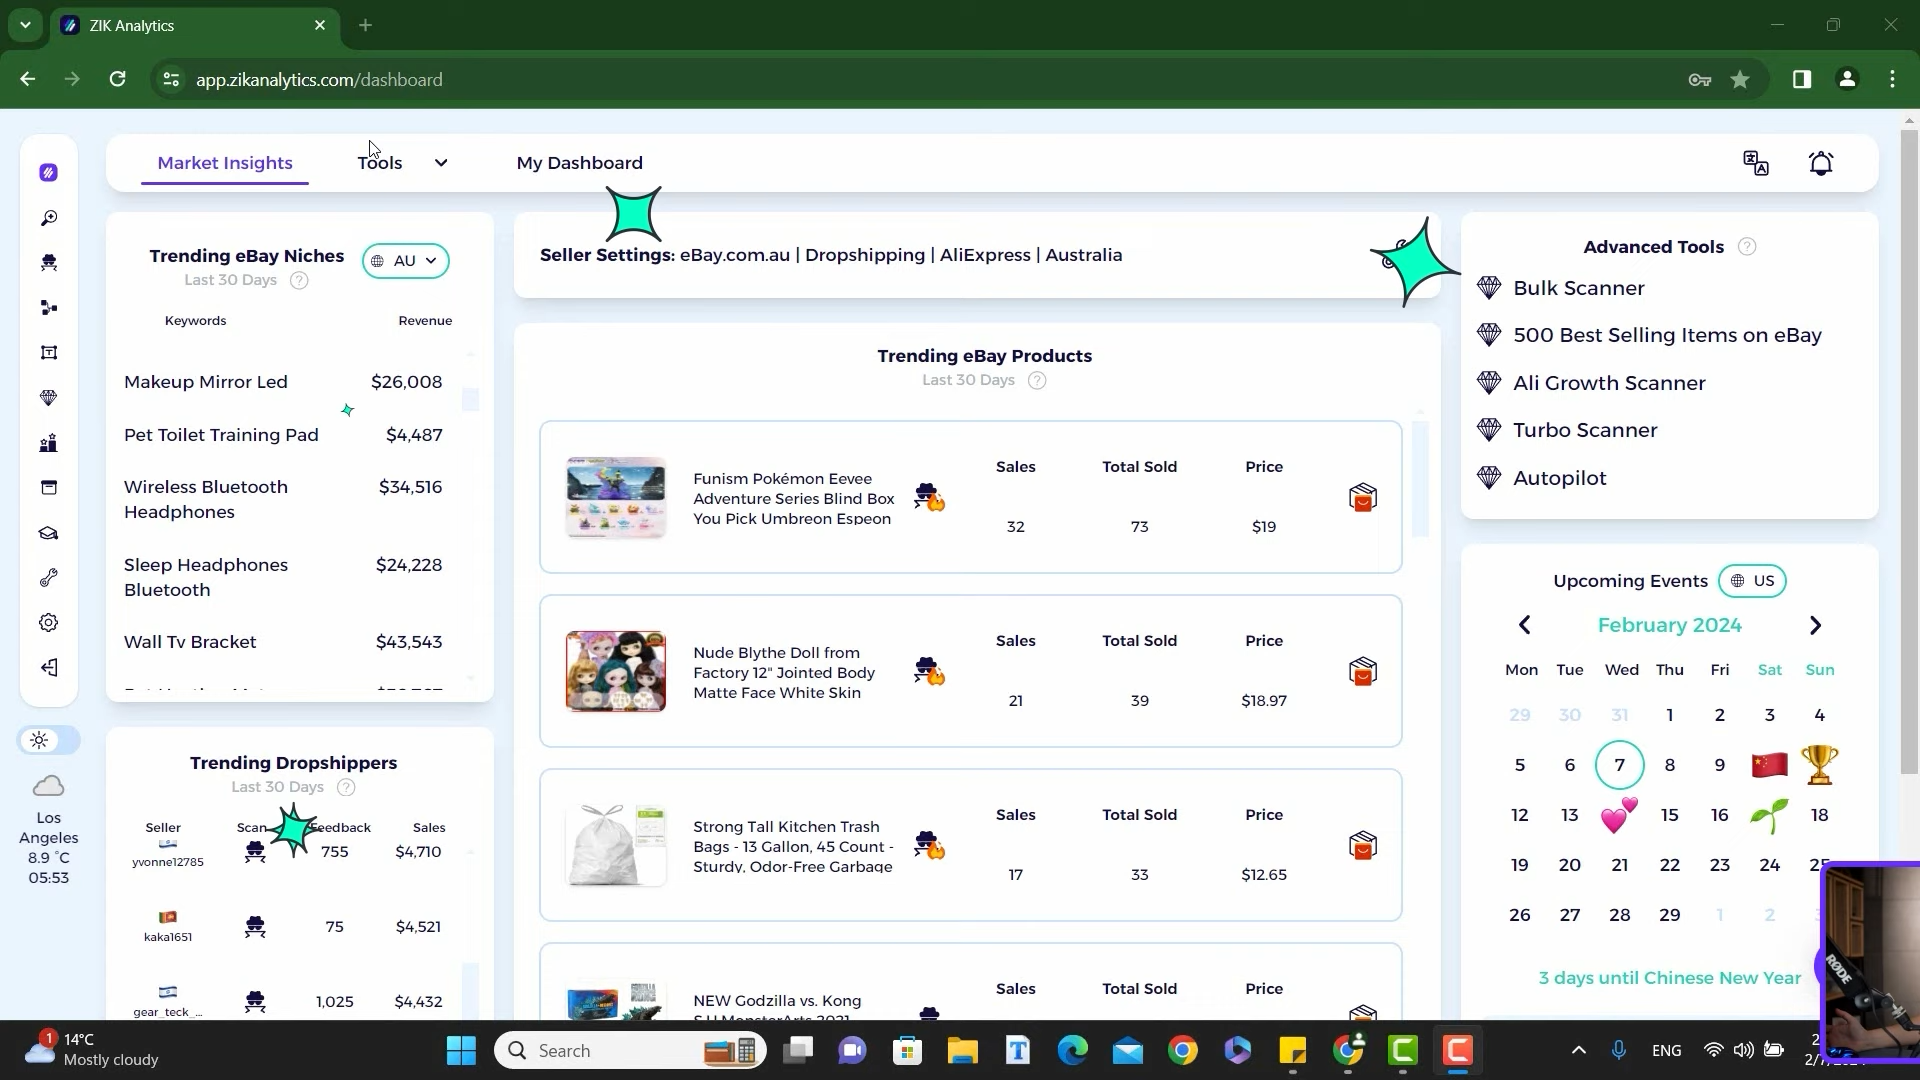 ZIK Analytics
app.zikanalytics.com/dashboard
Market Insights
Tools
My Dashboard
Trending eBay Niches
AU
Last 30 Days ?
Keywords
Revenue
Makeup Mirror Led
$26,008
Pet Toilet Training Pad
$4,487
Wireless Bluetooth
Headphones
$34,516
Sleep Headphones
Bluetooth
$24,228
Wall Tv Bracket
$43,543
Trending Dropshippers
Last 30 Days ?
Seller
Scan
Feedback
Sales
yvonne12785
755
$4,710
kaka1651
75
$4,521
gear_teck_...
1,025
$4,432
Los
Angeles
8.9 °C
05:53
Seller Settings: eBay.com.au | Dropshipping | AliExpress | Australia
Trending eBay Products
Last 30 Days ?
Funism Pokémon Eevee
Adventure Series Blind Box
You Pick Umbreon Espeon
Sales
Total Sold
Price
32
73
$19
Nude Blythe Doll from
Factory 12" Jointed Body
Matte Face White Skin
Sales
Total Sold
Price
21
39
$18.97
Strong Tall Kitchen Trash
Bags - 13 Gallon, 45 Count -
Sturdy, Odor-Free Garbage
Sales
Total Sold
Price
17
33
$12.65
NEW Godzilla vs. Kong
Sales
Total Sold
Price
Advanced Tools ?
Bulk Scanner
500 Best Selling Items on eBay
Ali Growth Scanner
Turbo Scanner
Autopilot
Upcoming Events
US
February 2024
Mon Tue Wed Thu Fri Sat Sun
29 30 31 1 2 3 4
5 6 7 8 9
12 13 15 16 18
19 20 21 22 23 24 25
26 27 28 29 1 2
3 days until Chinese New Year
RØDE
1
14°C
Mostly cloudy
Search
ENG